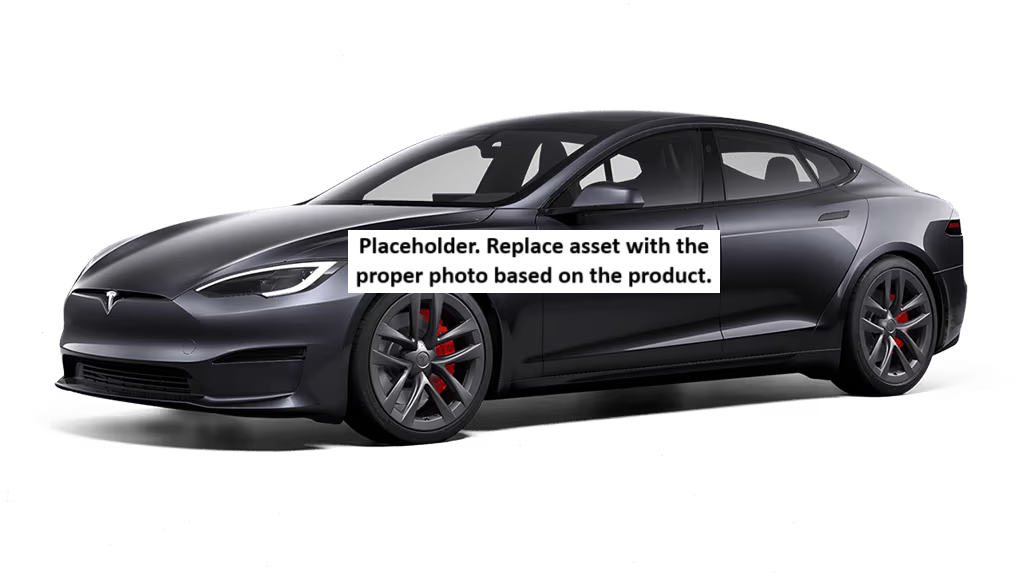 Placeholder. Replace asset with the
proper photo based on the product.